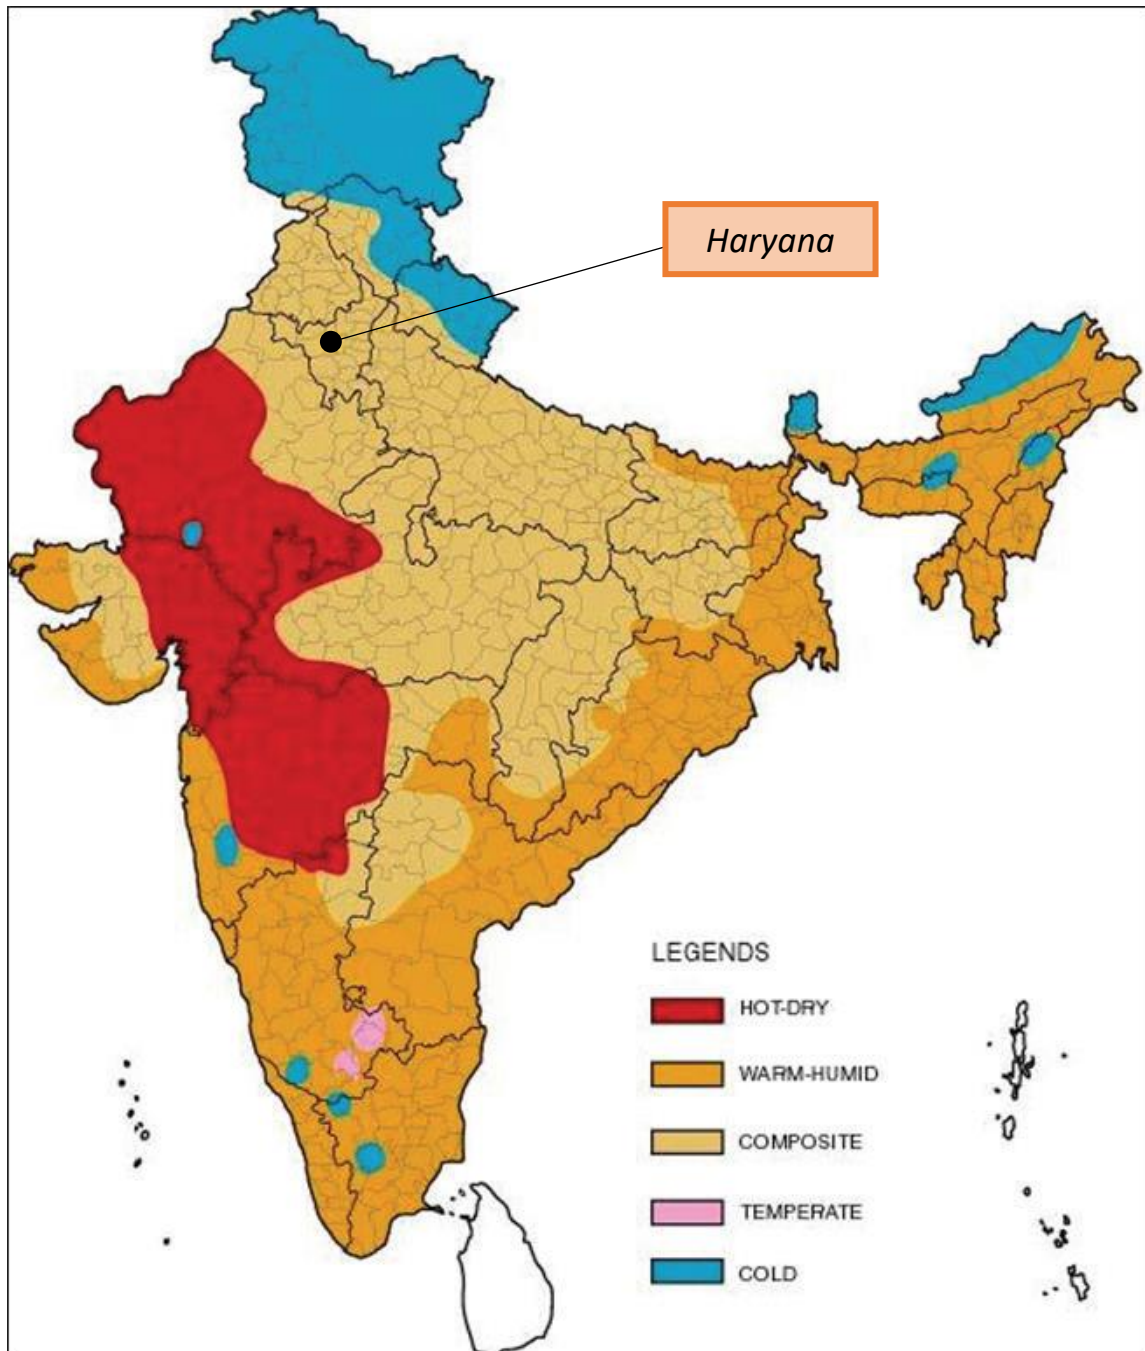 Haryana
LEGENDS
HOT-DRY
WARM-HUMID
COMPOSITE
TEMPERATE
COLD